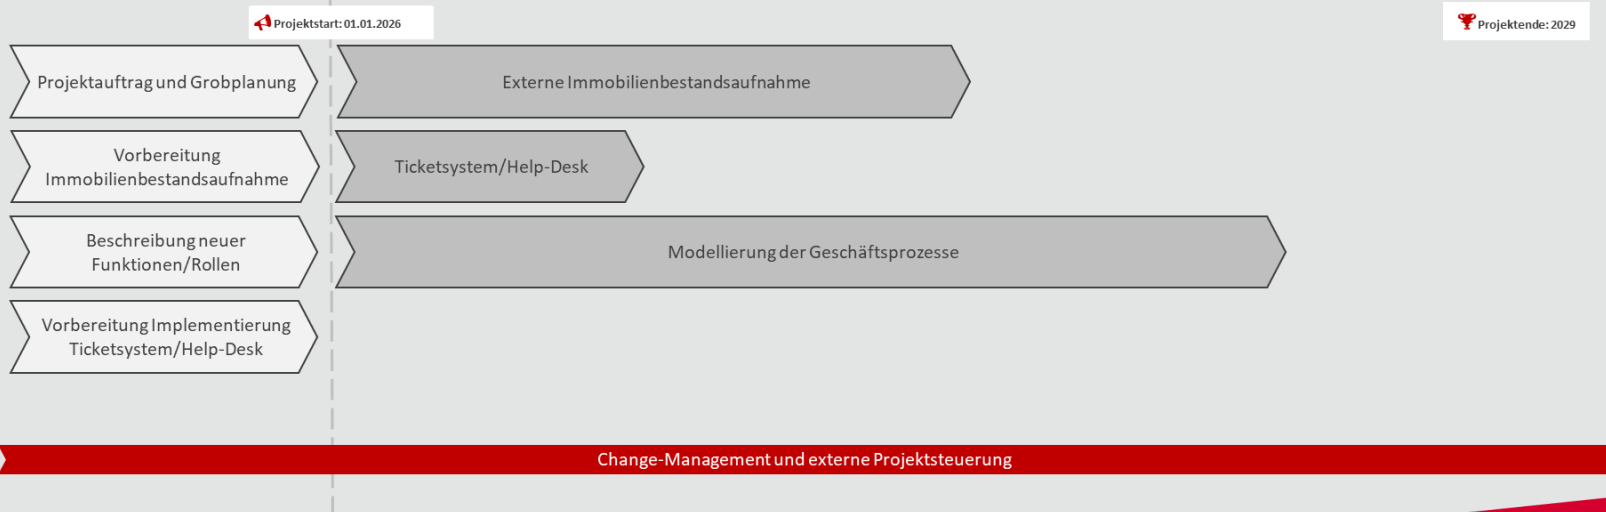 Projektstart: 01.01.2026
Projektende: 2029
Projektauftrag und Grobplanung
Externe Immobilienbestandsaufnahme
Vorbereitung
Immobilienbestandsaufnahme
Ticketsystem/Help-Desk
Beschreibung neuer
Funktionen/Rollen
Modellierung der Geschäftsprozesse
Vorbereitung Implementierung
Ticketsystem/Help-Desk
Change-Management und externe Projektsteuerung